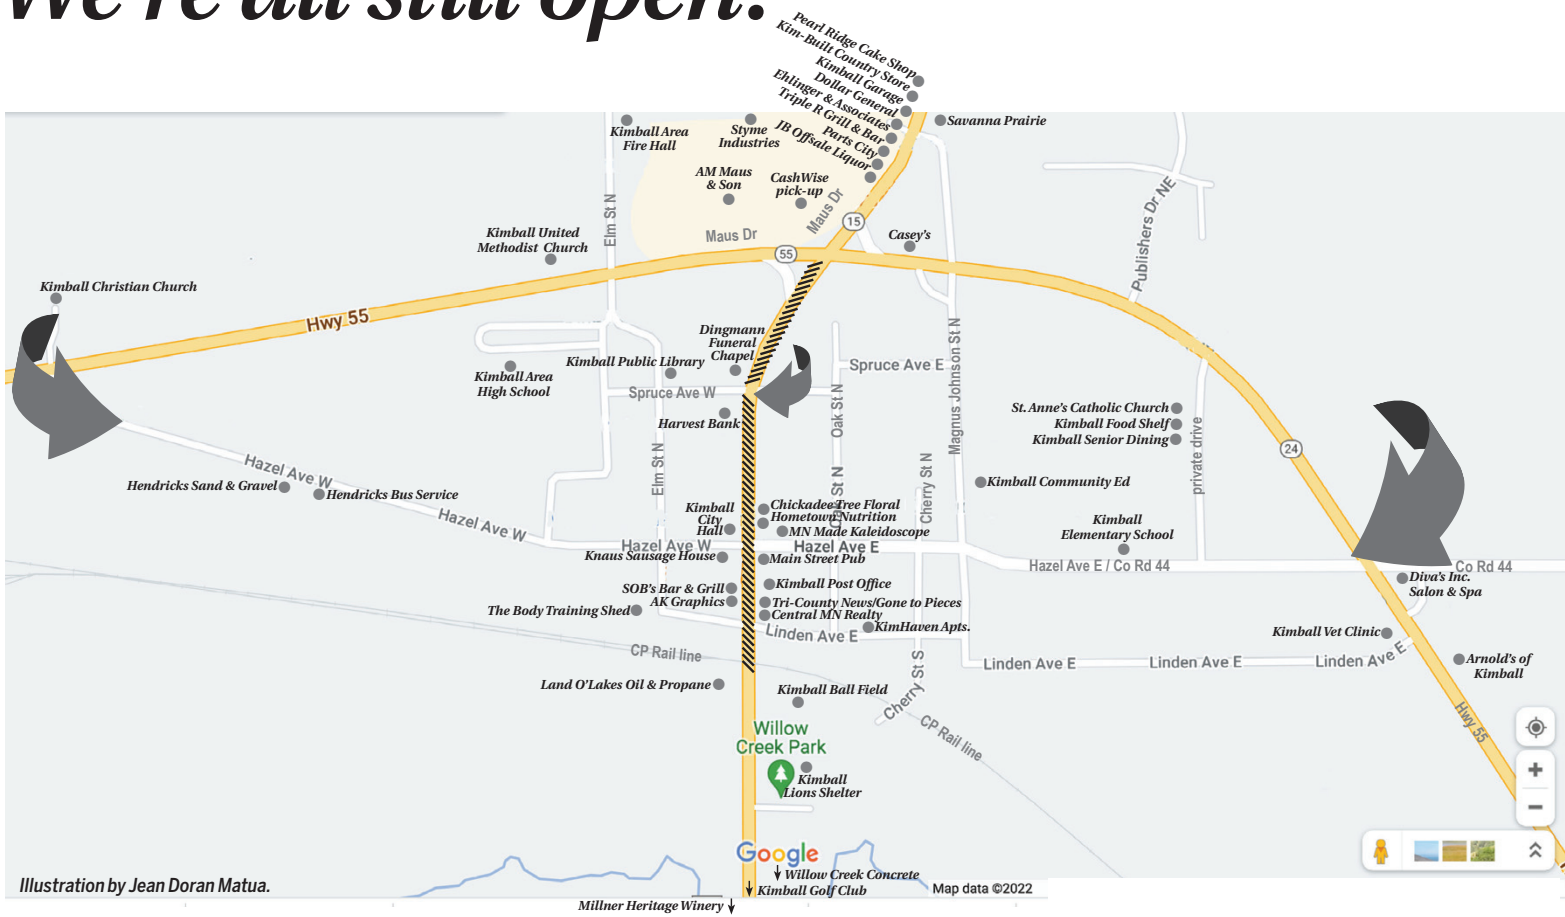 We're all still open!
Pearl Ridge Cake Shop
Kim-Built Country Store
Kimball Garage
Dollar General
Ehlinger & Associates
Triple R Grill & Bar
Parts City
JB Offsale Liquor
Savanna Prairie
Kimball Area
Fire Hall
Styme
Industries
AM Maus
& Son
CashWise
pick-up
Maus Dr
Maus Dr
15
55
Casey's
Elm St N
Publishers Dr NE
Kimball United
Methodist Church
Kimball Christian Church
Hwy 55
Dingmann
Funeral
Chapel
Kimball Public Library
Kimball Area
High School
Spruce Ave W
Spruce Ave E
Magnus Johnson St N
Oak St N
Harvest Bank
St. Anne's Catholic Church
Kimball Food Shelf
Kimball Senior Dining
private drive
24
Hazel Ave W
Hendricks Sand & Gravel
Hendricks Bus Service
Hazel Ave W
Elm St N
Oak St N
Cherry St N
Kimball Community Ed
Kimball
City
Hall
Chickadee Tree Floral
Hometown Nutrition
MN Made Kaleidoscope
Kimball
Elementary School
Hazel Ave W
Hazel Ave E
Knaus Sausage House
Main Street Pub
Hazel Ave E / Co Rd 44
Co Rd 44
Diva's Inc.
Salon & Spa
SOB's Bar & Grill
AK Graphics
Kimball Post Office
The Body Training Shed
Tri-County News/Gone to Pieces
Central MN Realty
KimHaven Apts.
Linden Ave E
Kimball Vet Clinic
CP Rail line
Linden Ave E
Linden Ave E
Linden Ave E
Arnold's of
Kimball
Land O'Lakes Oil & Propane
Kimball Ball Field
Cherry St S
CP Rail line
Hwy 55
Willow
Creek Park
Kimball
Lions Shelter
Google
Willow Creek Concrete
Kimball Golf Club
Map data ©2022
Illustration by Jean Doran Matua.
Millner Heritage Winery